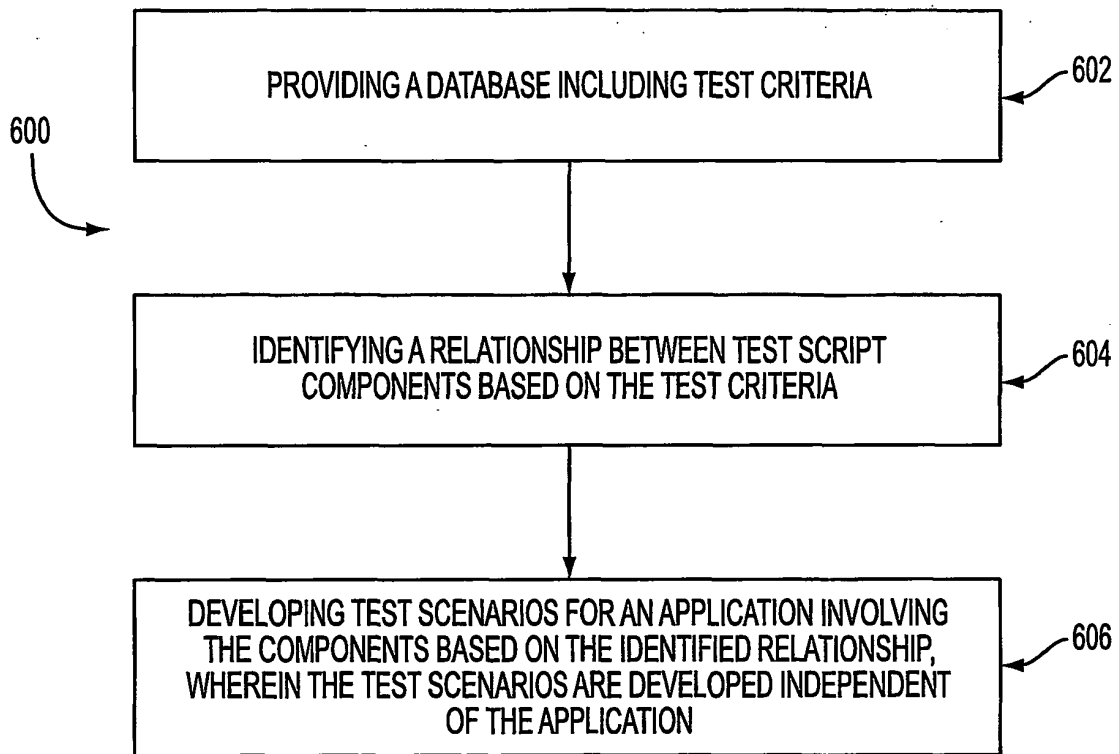 PROVIDING A DATABASE INCLUDING TEST CRITERIA
602
600
IDENTIFYING A RELATIONSHIP BETWEEN TEST SCRIPT
COMPONENTS BASED ON THE TEST CRITERIA
604
DEVELOPING TEST SCENARIOS FOR AN APPLICATION INVOLVING
THE COMPONENTS BASED ON THE IDENTIFIED RELATIONSHIP,
WHEREIN THE TEST SCENARIOS ARE DEVELOPED INDEPENDENT
OF THE APPLICATION
606